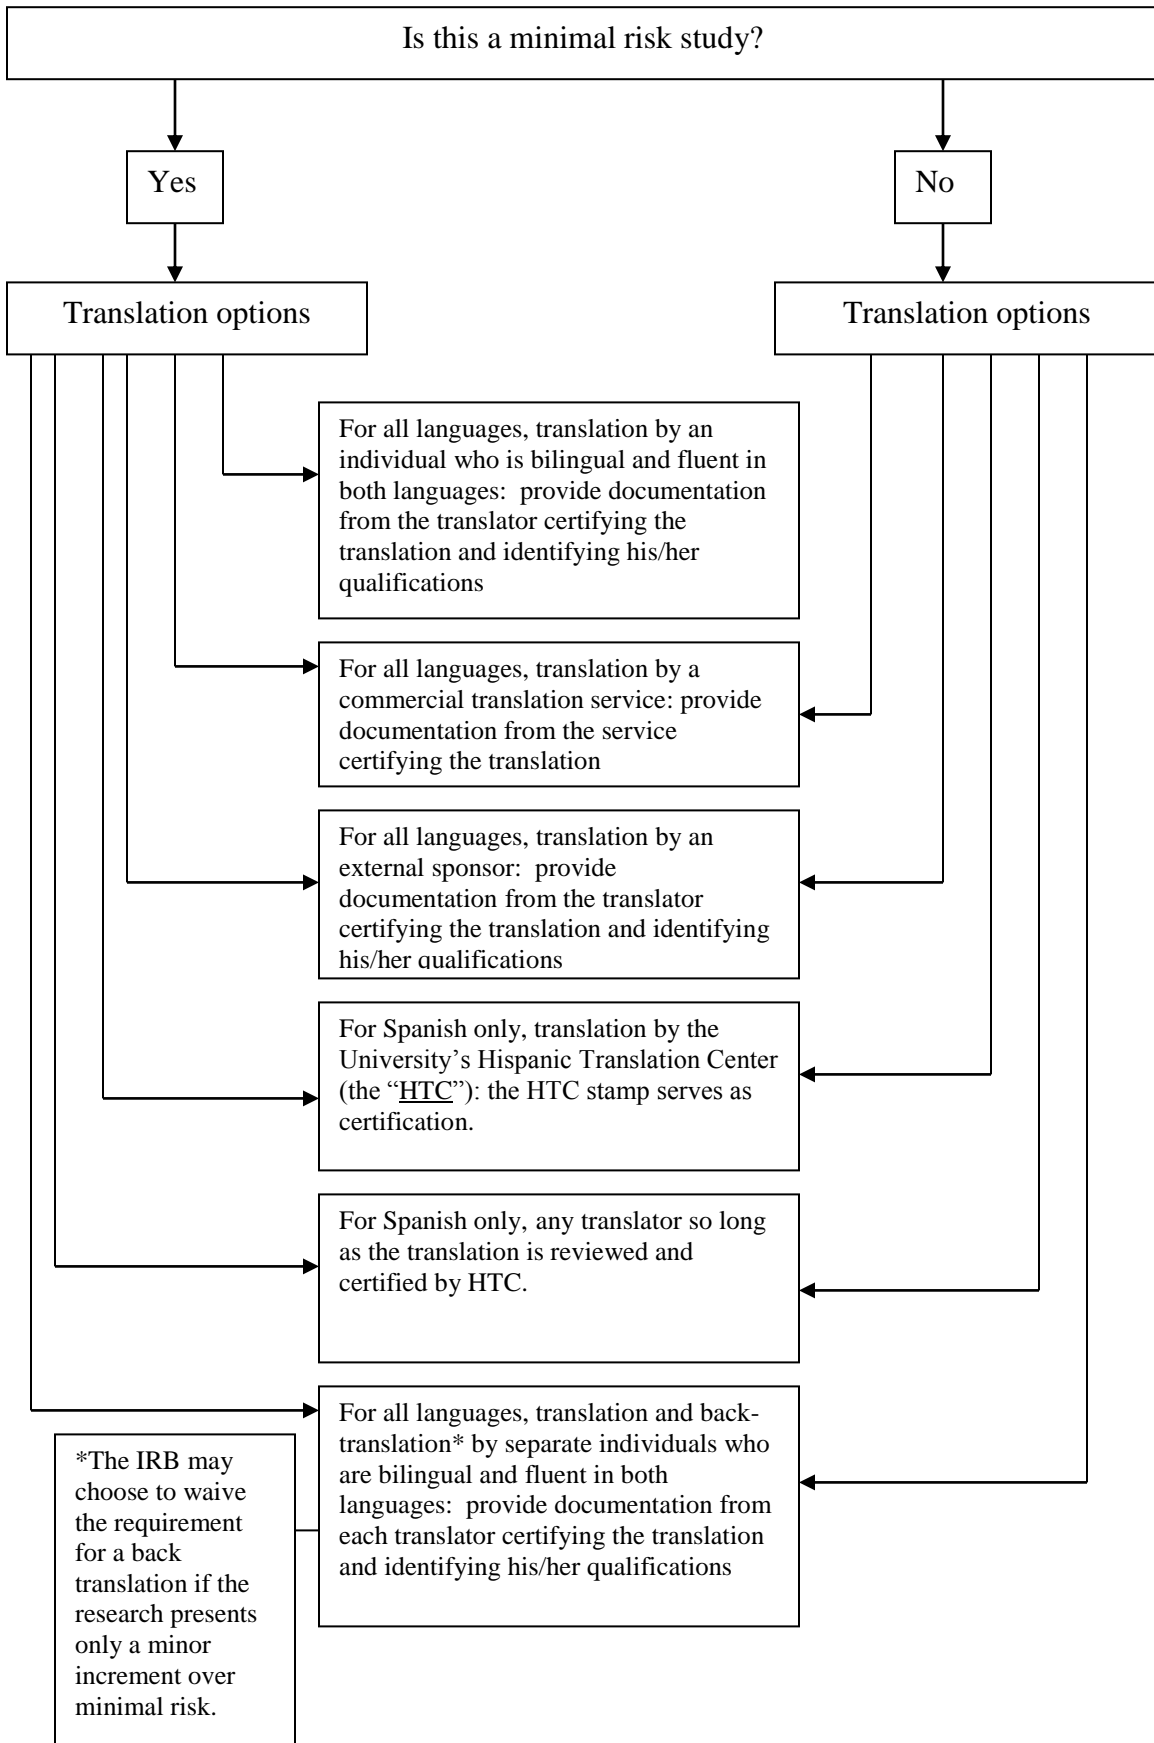 Is this a minimal risk study?
Yes
No
Translation options
Translation options
For all languages, translation by an
individual who is bilingual and fluent in
both languages:  provide documentation
from the translator certifying the
translation and identifying his/her
qualifications
For all languages, translation by a
commercial translation service: provide
documentation from the service
certifying the translation
For all languages, translation by an
external sponsor:  provide
documentation from the translator
certifying the translation and identifying
his/her qualifications
For Spanish only, translation by the
University’s Hispanic Translation Center
(the “HTC”): the HTC stamp serves as
certification.
For Spanish only, any translator so long
as the translation is reviewed and
certified by HTC.
For all languages, translation and back-
translation* by separate individuals who
are bilingual and fluent in both
languages:  provide documentation from
each translator certifying the translation
and identifying his/her qualifications
*The IRB may
choose to waive
the requirement
for a back
translation if the
research presents
only a minor
increment over
minimal risk.